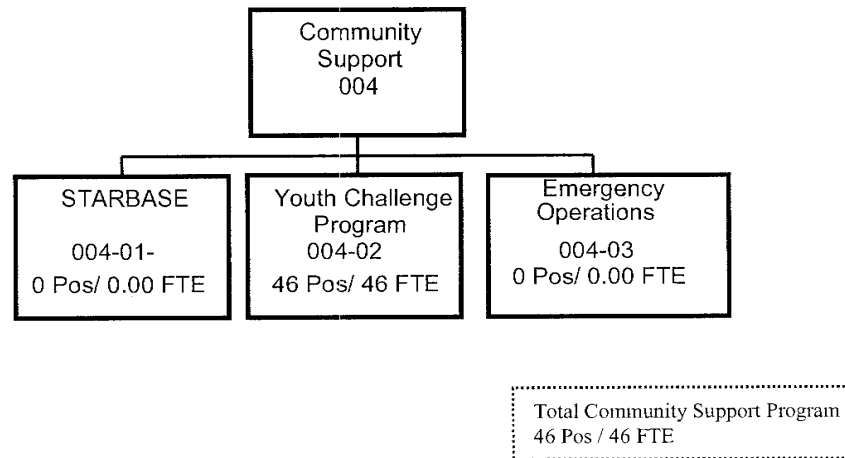 Community
Support
004
STARBASE
004-01-
0 Pos/ 0.00 FTE
Youth Challenge
Program
004-02
46 Pos/ 46 FTE
Emergency
Operations
004-03
0 Pos/ 0.00 FTE
Total Community Support Program
46 Pos / 46 FTE